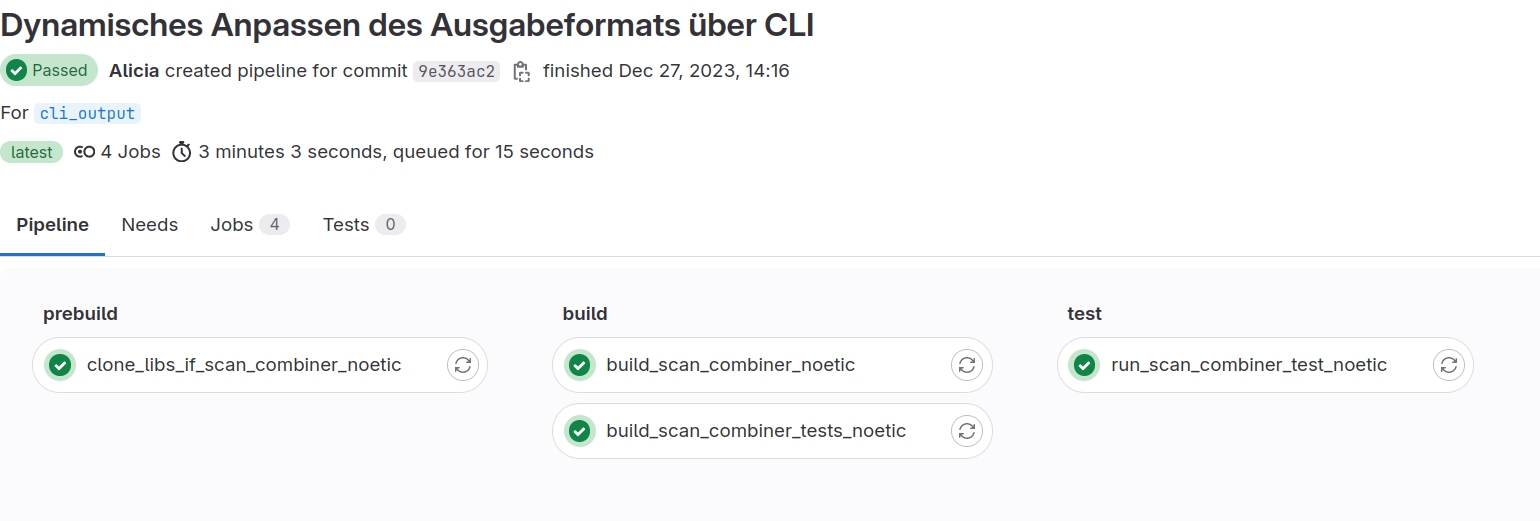 Dynamisches Anpassen des Ausgabeformats über CLI
Passed Alicia created pipeline for commit 9e363ac2 finished Dec 27, 2023, 14:16
For cli_output
latest 4 Jobs 3 minutes 3 seconds, queued for 15 seconds
Pipeline Needs Jobs 4 Tests 0
prebuild build test
clone_libs_if_scan_combiner_noetic build_scan_combiner_noetic run_scan_combiner_test_noetic
build_scan_combiner_tests_noetic